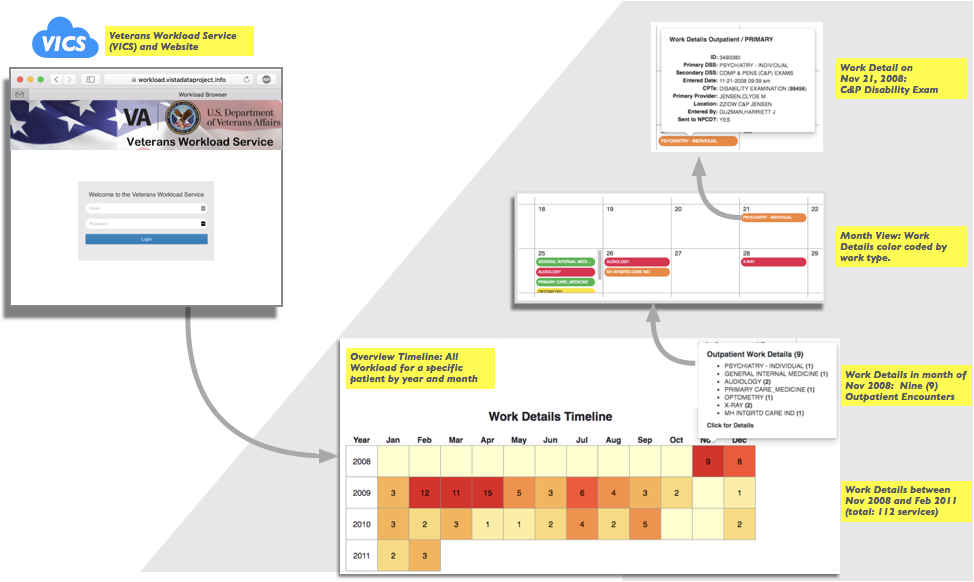 VICS
Veterans Workload Service
(VICS) and Website
workload.vistadataproject.info
Workload Browser
VA
U.S. Department
of Veterans Affairs
Veterans Workload Service
Welcome to the Veterans Workload Service
Email
Password
Login
Work Details Outpatient / PRIMARY
ID: 3490080
Primary DSS: PSYCHIATRY - INDIVIDUAL
Secondary DSS: COMP & PENS (C&P) EXAMS
Entered Date: 11-21-2008 09:39 am
CPTs: DISABILITY EXAMINATION (99456)
Primary Provider: JENSEN,CLYDE M
Location: ZZIOW C&P JENSEN
Entered By: GUZMAN,HARRIETT J
Sent to NPCD?: YES
PSYCHIATRY - INDIVIDUAL
Work Detail on
Nov 21, 2008:
C&P Disability Exam
18 19 20 21 22
PSYCHIATRY - INDIVIDUAL
25 26 27 28 29
GENERAL INTERNAL MEDI... AUDIOLOGY X-RAY
AUDIOLOGY MH INTGRTD CARE IND
PRIMARY CARE_MEDICINE
OPTOMETRY
Month View: Work
Details color coded by
work type.
Overview Timeline: All
Workload for a specific
patient by year and month
Outpatient Work Details (9)
• PSYCHIATRY - INDIVIDUAL (1)
• GENERAL INTERNAL MEDICINE (1)
• AUDIOLOGY (2)
• PRIMARY CARE_MEDICINE (1)
• OPTOMETRY (1)
• X-RAY (2)
• MH INTGRTD CARE IND (1)
Click for Details
Work Details in month of
Nov 2008: Nine (9)
Outpatient Encounters
Work Details Timeline
Year Jan Feb Mar Apr May Jun Jul Aug Sep Oct Nov Dec
2008 9 8
2009 3 12 11 15 5 3 6 4 3 2 1
2010 3 2 3 1 1 2 4 2 5 2
2011 2 3
Work Details between
Nov 2008 and Feb 2011
(total: 112 services)